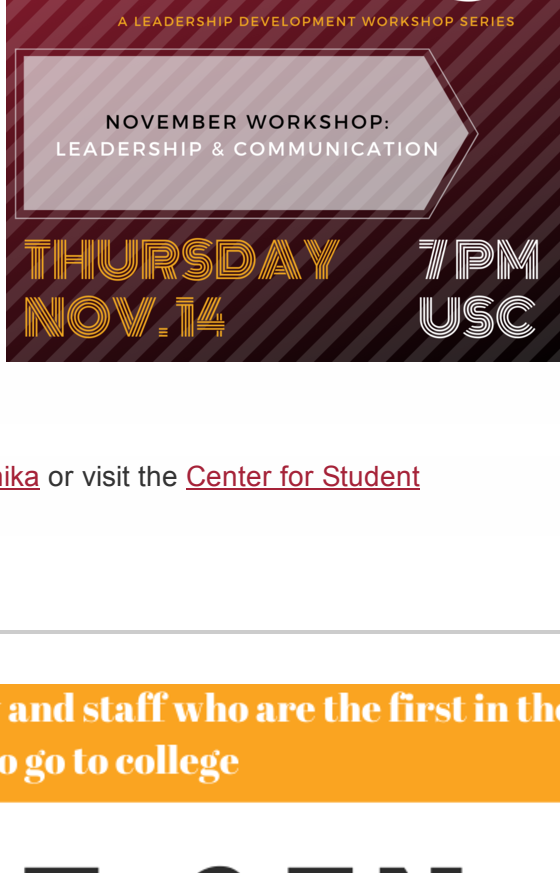 A LEADERSHIP DEVELOPMENT WORKSHOP SERIES
NOVEMBER WORKSHOP:
LEADERSHIP & COMMUNICATION
THURSDAY
NOV.14
7PM
USC
or visit the Center for Student
and staff who are the first in
go to college